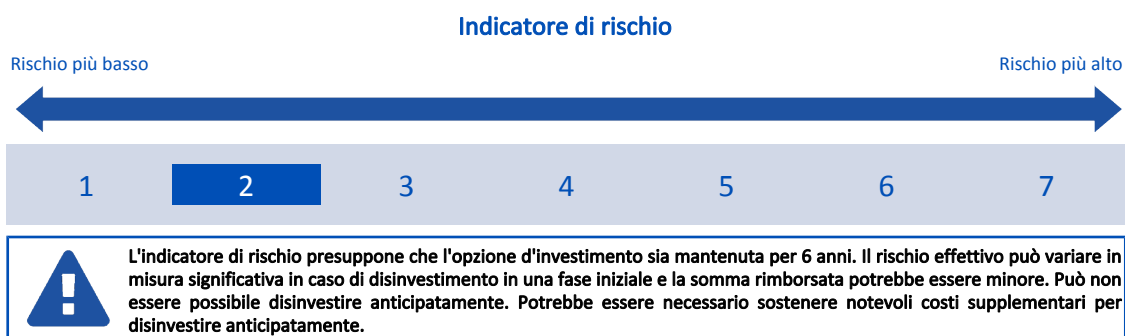 Indicatore di rischio
Rischio più basso
Rischio più alto
1 2 3 4 5 6 7
L'indicatore di rischio presuppone che l'opzione d'investimento sia mantenuta per 6 anni. Il rischio effettivo può variare in
misura significativa in caso di disinvestimento in una fase iniziale e la somma rimborsata potrebbe essere minore. Può non
essere possibile disinvestire anticipatamente. Potrebbe essere necessario sostenere notevoli costi supplementari per
disinvestire anticipatamente.